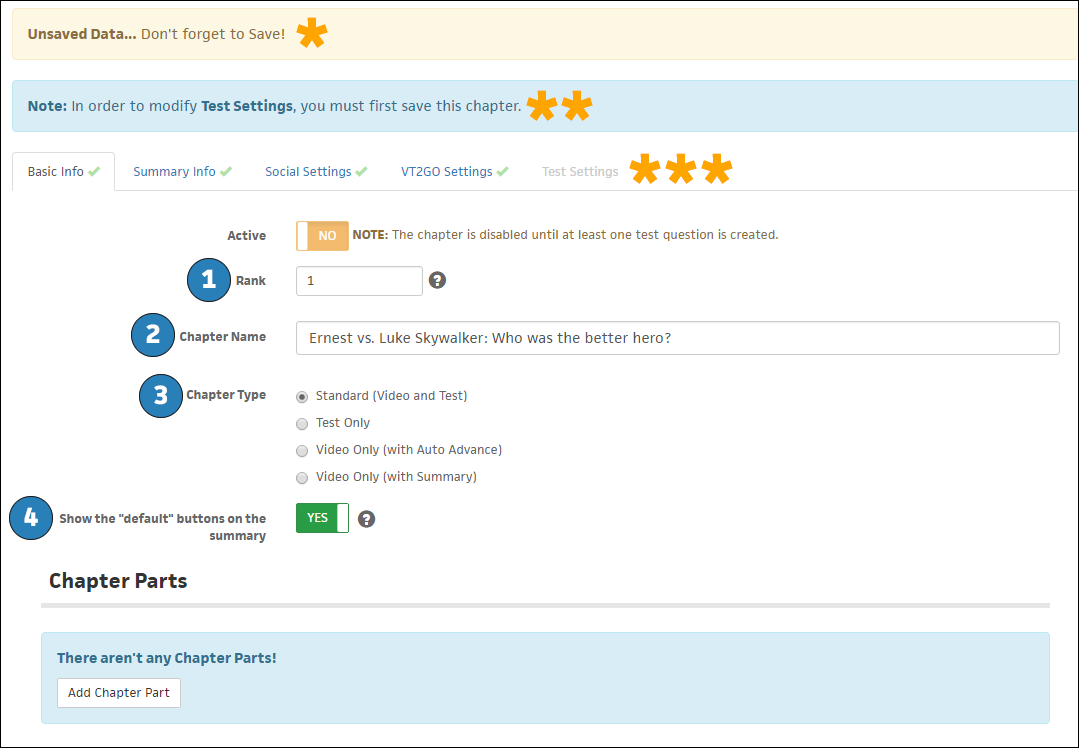 Unsaved Data... Don't forget to Save! *
Note: In order to modify Test Settings, you must first save this chapter. **
Basic Info Summary Info Social Settings VT2GO Settings Test Settings ***
Active NO NOTE: The chapter is disabled until at least one test question is created.
1 Rank 1 ?
2 Chapter Name Ernest vs. Luke Skywalker: Who was the better hero?
3 Chapter Type Standard (Video and Test)
Test Only
Video Only (with Auto Advance)
Video Only (with Summary)
4 Show the "default" buttons on the YES ?
summary
Chapter Parts
There aren't any Chapter Parts!
Add Chapter Part